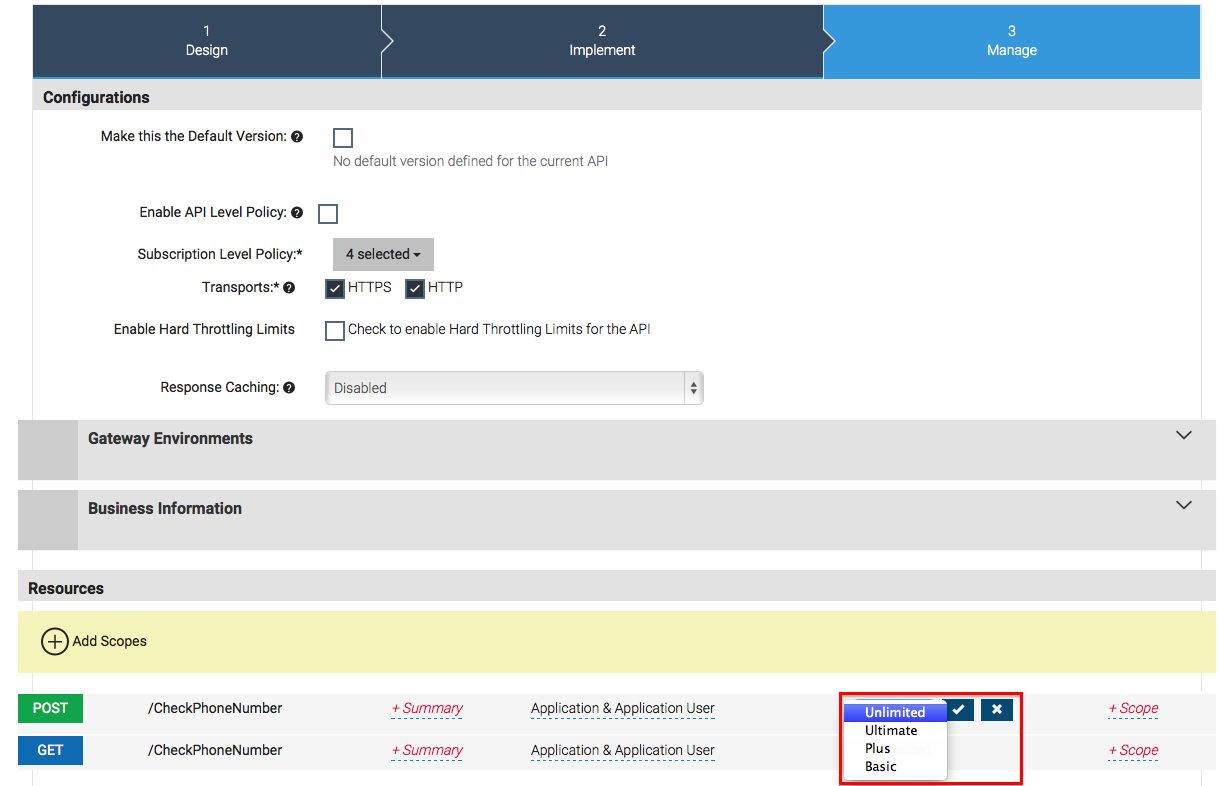 1
Design
2
Implement
3
Manage
Configurations
Make this the Default Version: ?
No default version defined for the current API
Enable API Level Policy: ?
Subscription Level Policy:* 4 selected
Transports:* ? HTTPS HTTP
Enable Hard Throttling Limits Check to enable Hard Throttling Limits for the API
Response Caching: ? Disabled
Gateway Environments
Business Information
Resources
Add Scopes
POST /CheckPhoneNumber + Summary Application & Application User Unlimited + Scope
Ultimate
GET /CheckPhoneNumber + Summary Application & Application User Plus + Scope
Basic